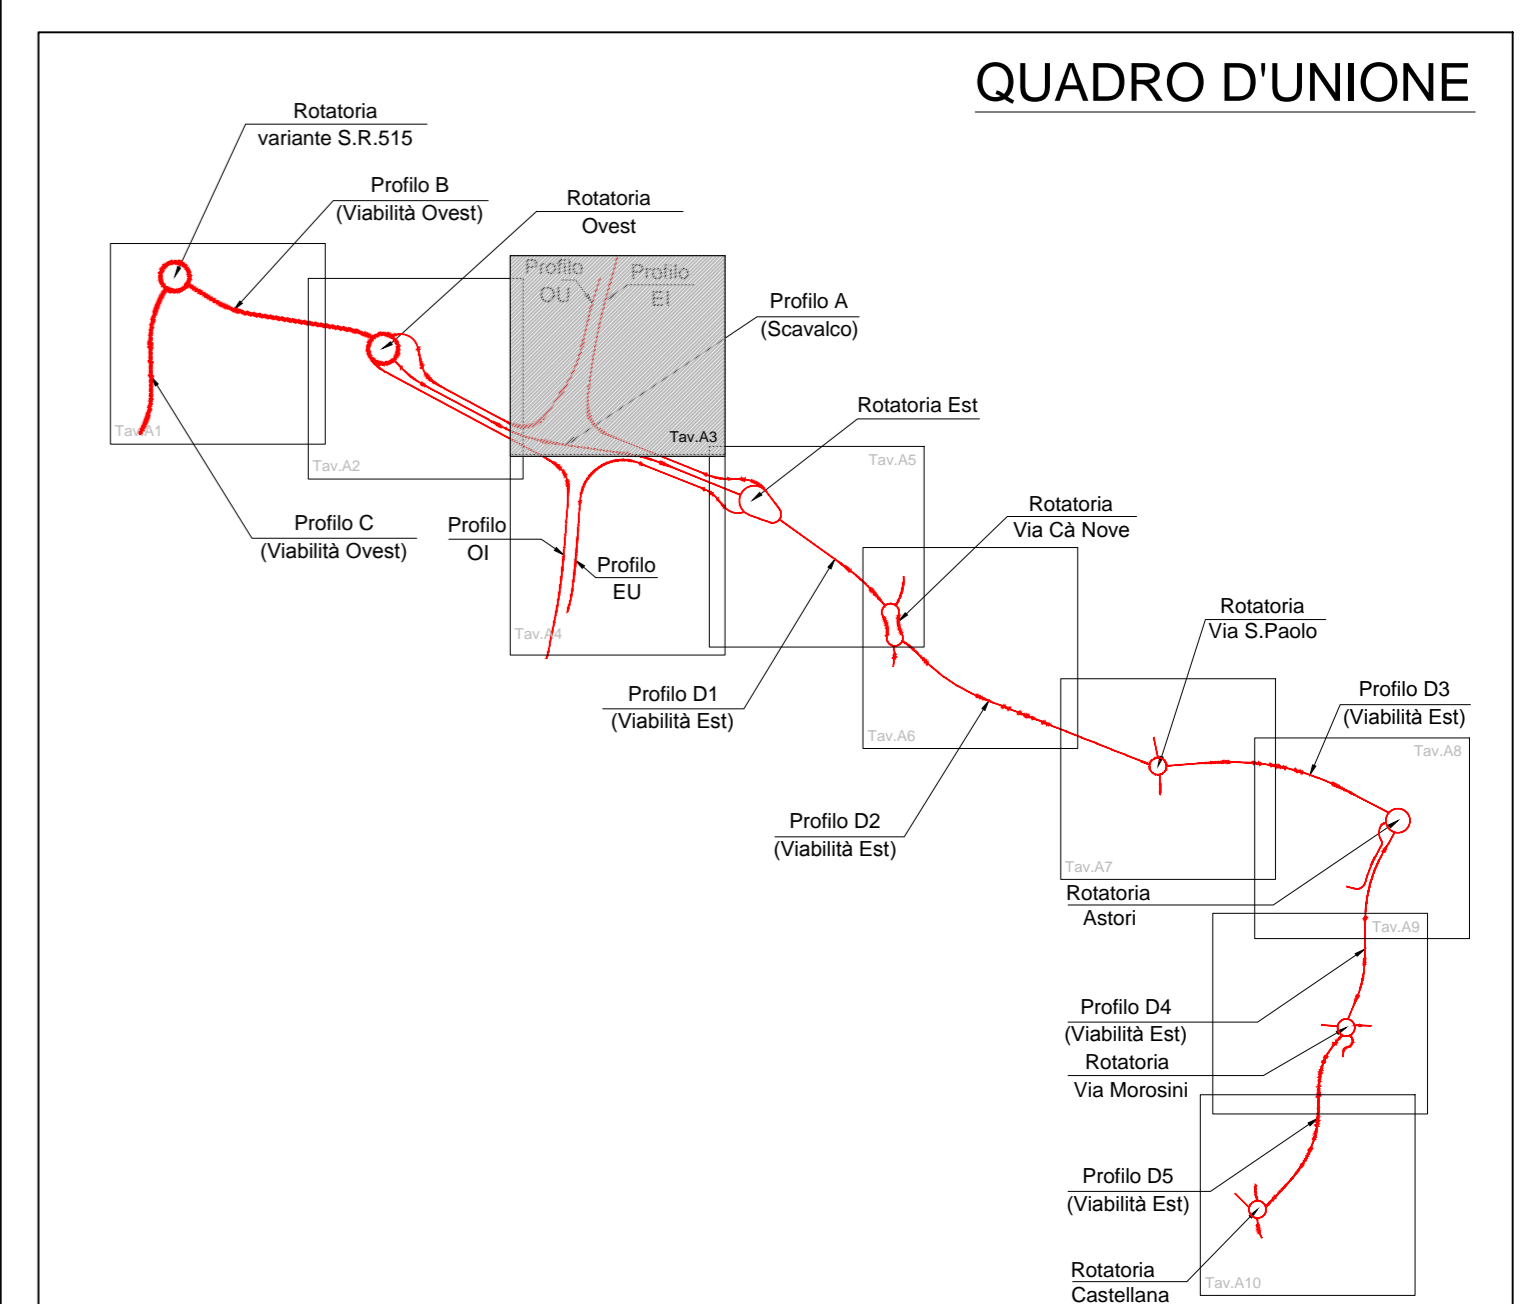 QUADRO D'UNIONE
Rotatoria
variante S.R.515
Profilo B
(Viabilità Ovest)
Rotatoria
Ovest
Profilo
OU
Profilo
EI
Profilo A
(Scavalco)
Rotatoria Est
Tav.A1
Tav.A2
Tav.A3
Tav.A5
Profilo C
(Viabilità Ovest)
Profilo
OI
Profilo
EU
Rotatoria
Via Cà Nove
Tav.A4
Rotatoria
Via S.Paolo
Profilo D1
(Viabilità Est)
Profilo D3
(Viabilità Est)
Tav.A6
Tav.A8
Profilo D2
(Viabilità Est)
Tav.A7
Rotatoria
Astori
Tav.A9
Profilo D4
(Viabilità Est)
Rotatoria
Via Morosini
Profilo D5
(Viabilità Est)
Rotatoria
Castellana
Tav.A10